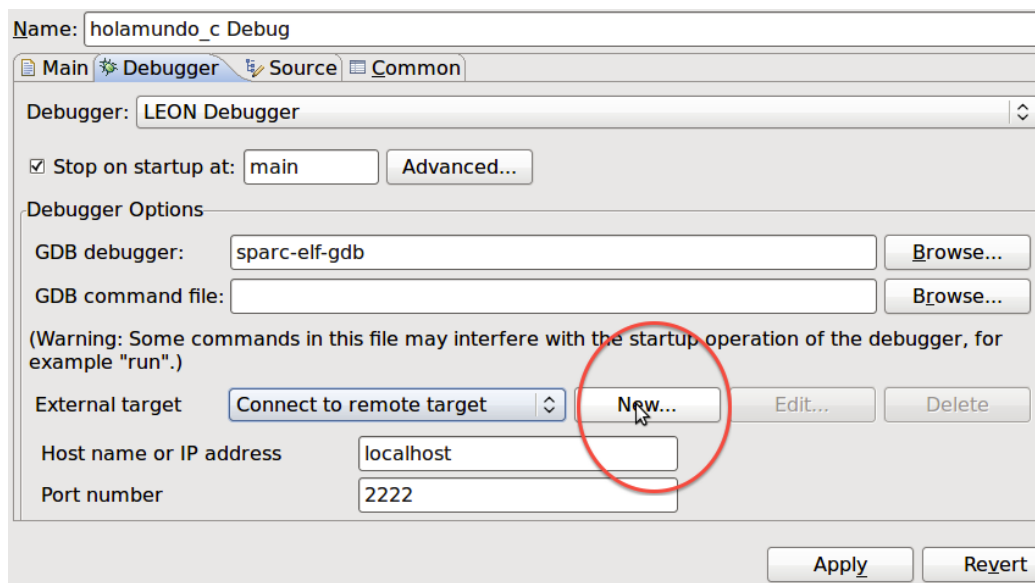 Name: holamundo_c Debug
Main Debugger Source Common
Debugger: LEON Debugger
Stop on startup at: main Advanced...
Debugger Options
GDB debugger: sparc-elf-gdb Browse...
GDB command file: Browse...
(Warning: Some commands in this file may interfere with the startup operation of the debugger, for
example "run".)
External target Connect to remote target New... Edit... Delete
Host name or IP address localhost
Port number 2222
Apply Revert